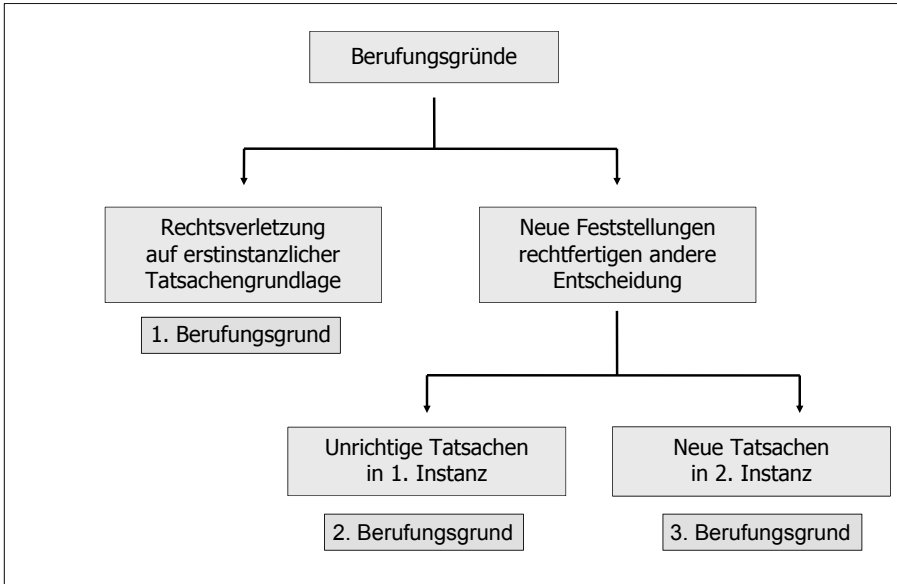 Berufungsgründe
Rechtsverletzung
auf erstinstanzlicher
Tatsachengrundlage
1. Berufungsgrund
Neue Feststellungen
rechtfertigen andere
Entscheidung
Unrichtige Tatsachen
in 1. Instanz
2. Berufungsgrund
Neue Tatsachen
in 2. Instanz
3. Berufungsgrund